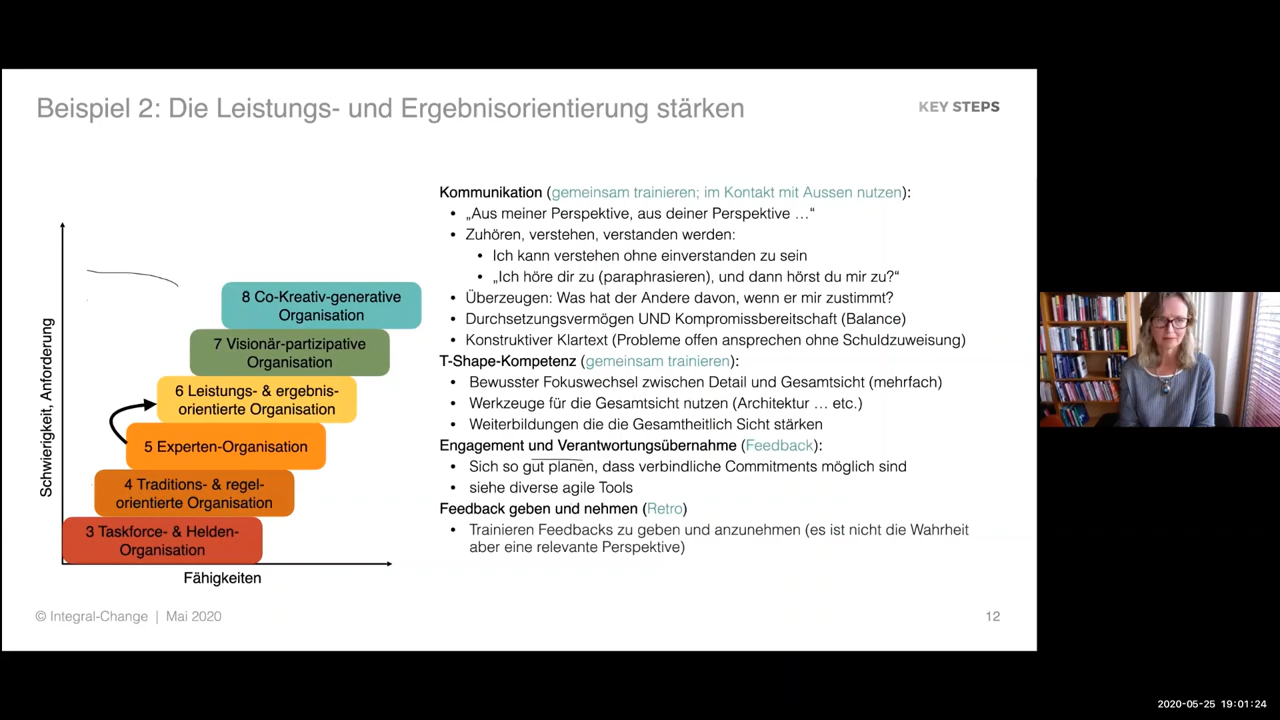 Beispiel 2: Die Leistungs- und Ergebnisorientierung stärken
KEY STEPS
Kommunikation (gemeinsam trainieren; im Kontakt mit Aussen nutzen):
• „Aus meiner Perspektive, aus deiner Perspektive …“
• Zuhören, verstehen, verstanden werden:
• Ich kann verstehen ohne einverstanden zu sein
• „Ich höre dir zu (paraphrasieren), und dann hörst du mir zu?“
• Überzeugen: Was hat der Andere davon, wenn er mir zustimmt?
• Durchsetzungsvermögen UND Kompromissbereitschaft (Balance)
• Konstruktiver Klartext (Probleme offen ansprechen ohne Schuldzuweisung)
T-Shape-Kompetenz (gemeinsam trainieren):
• Bewusster Fokuswechsel zwischen Detail und Gesamtsicht (mehrfach)
• Werkzeuge für die Gesamtsicht nutzen (Architektur … etc.)
• Weiterbildungen die die Gesamtheitlich Sicht stärken
Engagement und Verantwortungsübernahme (Feedback):
• Sich so gut planen, dass verbindliche Commitments möglich sind
• siehe diverse agile Tools
Feedback geben und nehmen (Retro)
• Trainieren Feedbacks zu geben und anzunehmen (es ist nicht die Wahrheit
aber eine relevante Perspektive)
Schwierigkeit, Anforderung
8 Co-Kreativ-generative
Organisation
7 Visionär-partizipative
Organisation
6 Leistungs- & ergebnis-
orientierte Organisation
5 Experten-Organisation
4 Traditions- & regel-
orientierte Organisation
3 Taskforce- & Helden-
Organisation
Fähigkeiten
© Integral-Change | Mai 2020
12
2020-05-25 19:01:24